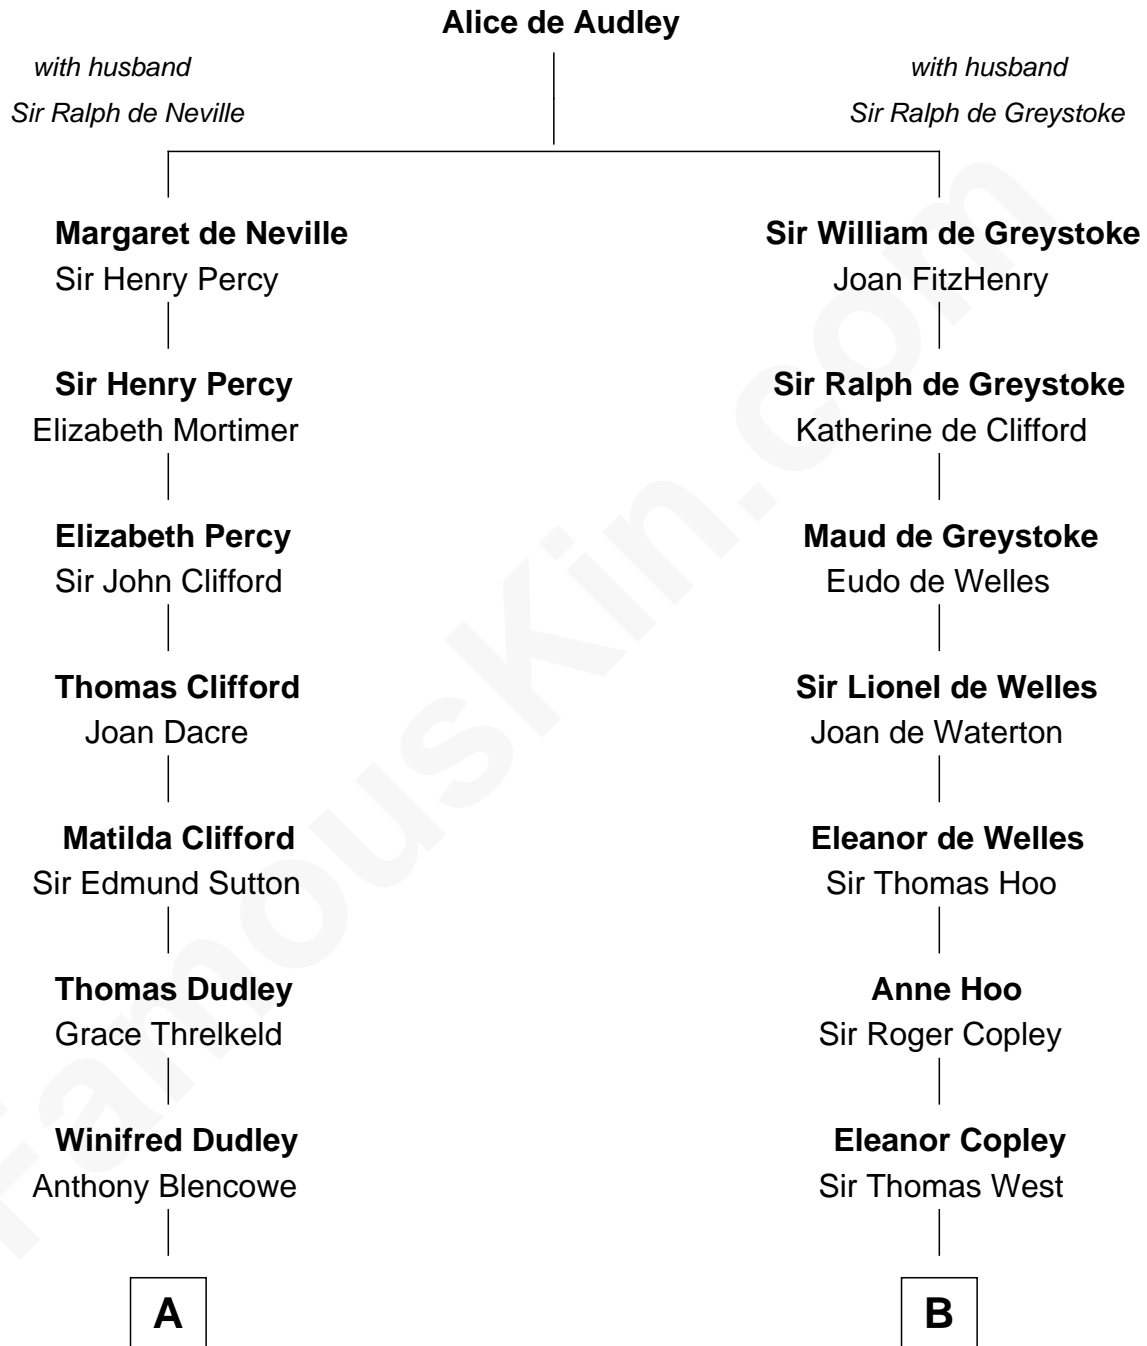 Alice de Audley
with husband
Sir Ralph de Neville
with husband
Sir Ralph de Greystoke
Margaret de Neville
Sir Henry Percy
Sir William de Greystoke
Joan FitzHenry
Sir Henry Percy
Elizabeth Mortimer
Sir Ralph de Greystoke
Katherine de Clifford
Elizabeth Percy
Sir John Clifford
Maud de Greystoke
Eudo de Welles
Thomas Clifford
Joan Dacre
Sir Lionel de Welles
Joan de Waterton
Matilda Clifford
Sir Edmund Sutton
Eleanor de Welles
Sir Thomas Hoo
Thomas Dudley
Grace Threlkeld
Anne Hoo
Sir Roger Copley
Winifred Dudley
Anthony Blencowe
Eleanor Copley
Sir Thomas West
A
B
FamousKin.com